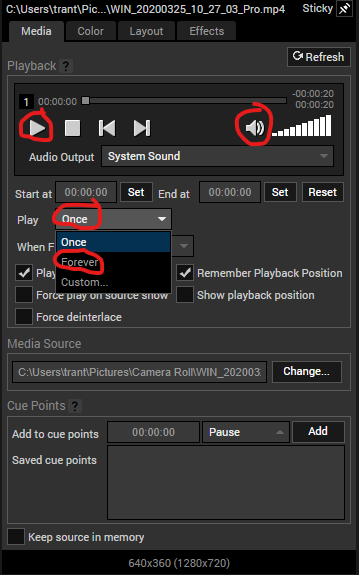 C:\Users\trant\Pic...\WIN_20200325_10_27_03_Pro.mp4 Sticky
Media Color Layout Effects
Refresh
Playback ?
1 00:00:00 -00:00:20
00:00:20
Audio Output System Sound
Start at 00:00:00 Set End at 00:00:00 Set Reset
Play Once
When F
Once
Forever
Custom...
Play
Remember Playback Position
Force play on source show Show playback position
Force deinterlace
Media Source
C:\Users\trant\Pictures\Camera Roll\WIN_202003 Change...
Cue Points ?
Add to cue points 00:00:00 Pause Add
Saved cue points
Keep source in memory
640x360 (1280x720)